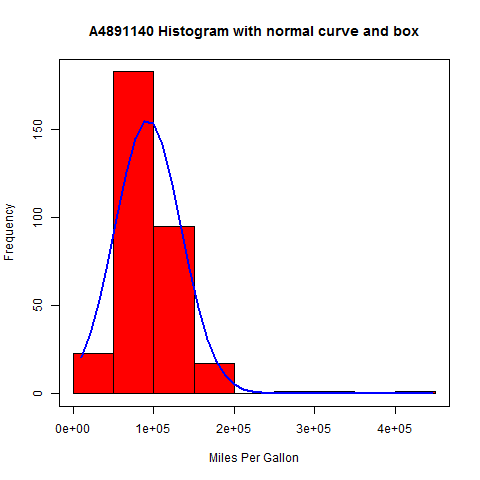 A4891140 Histogram with normal curve and box
Frequency
150
100
50
0
0e+00 1e+05 2e+05 3e+05 4e+05
Miles Per Gallon